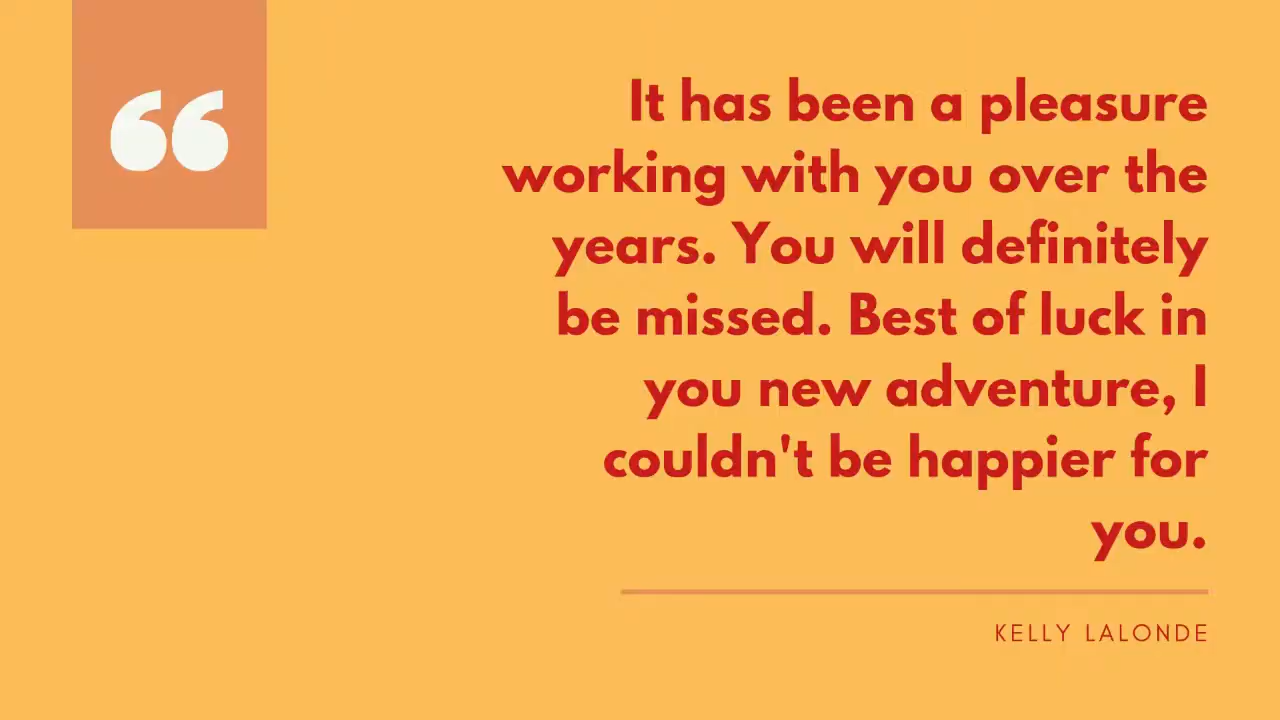 “
It has been a pleasure
working with you over the
years. You will definitely
be missed. Best of luck in
you new adventure, I
couldn't be happier for
you.
KELLY LALONDE